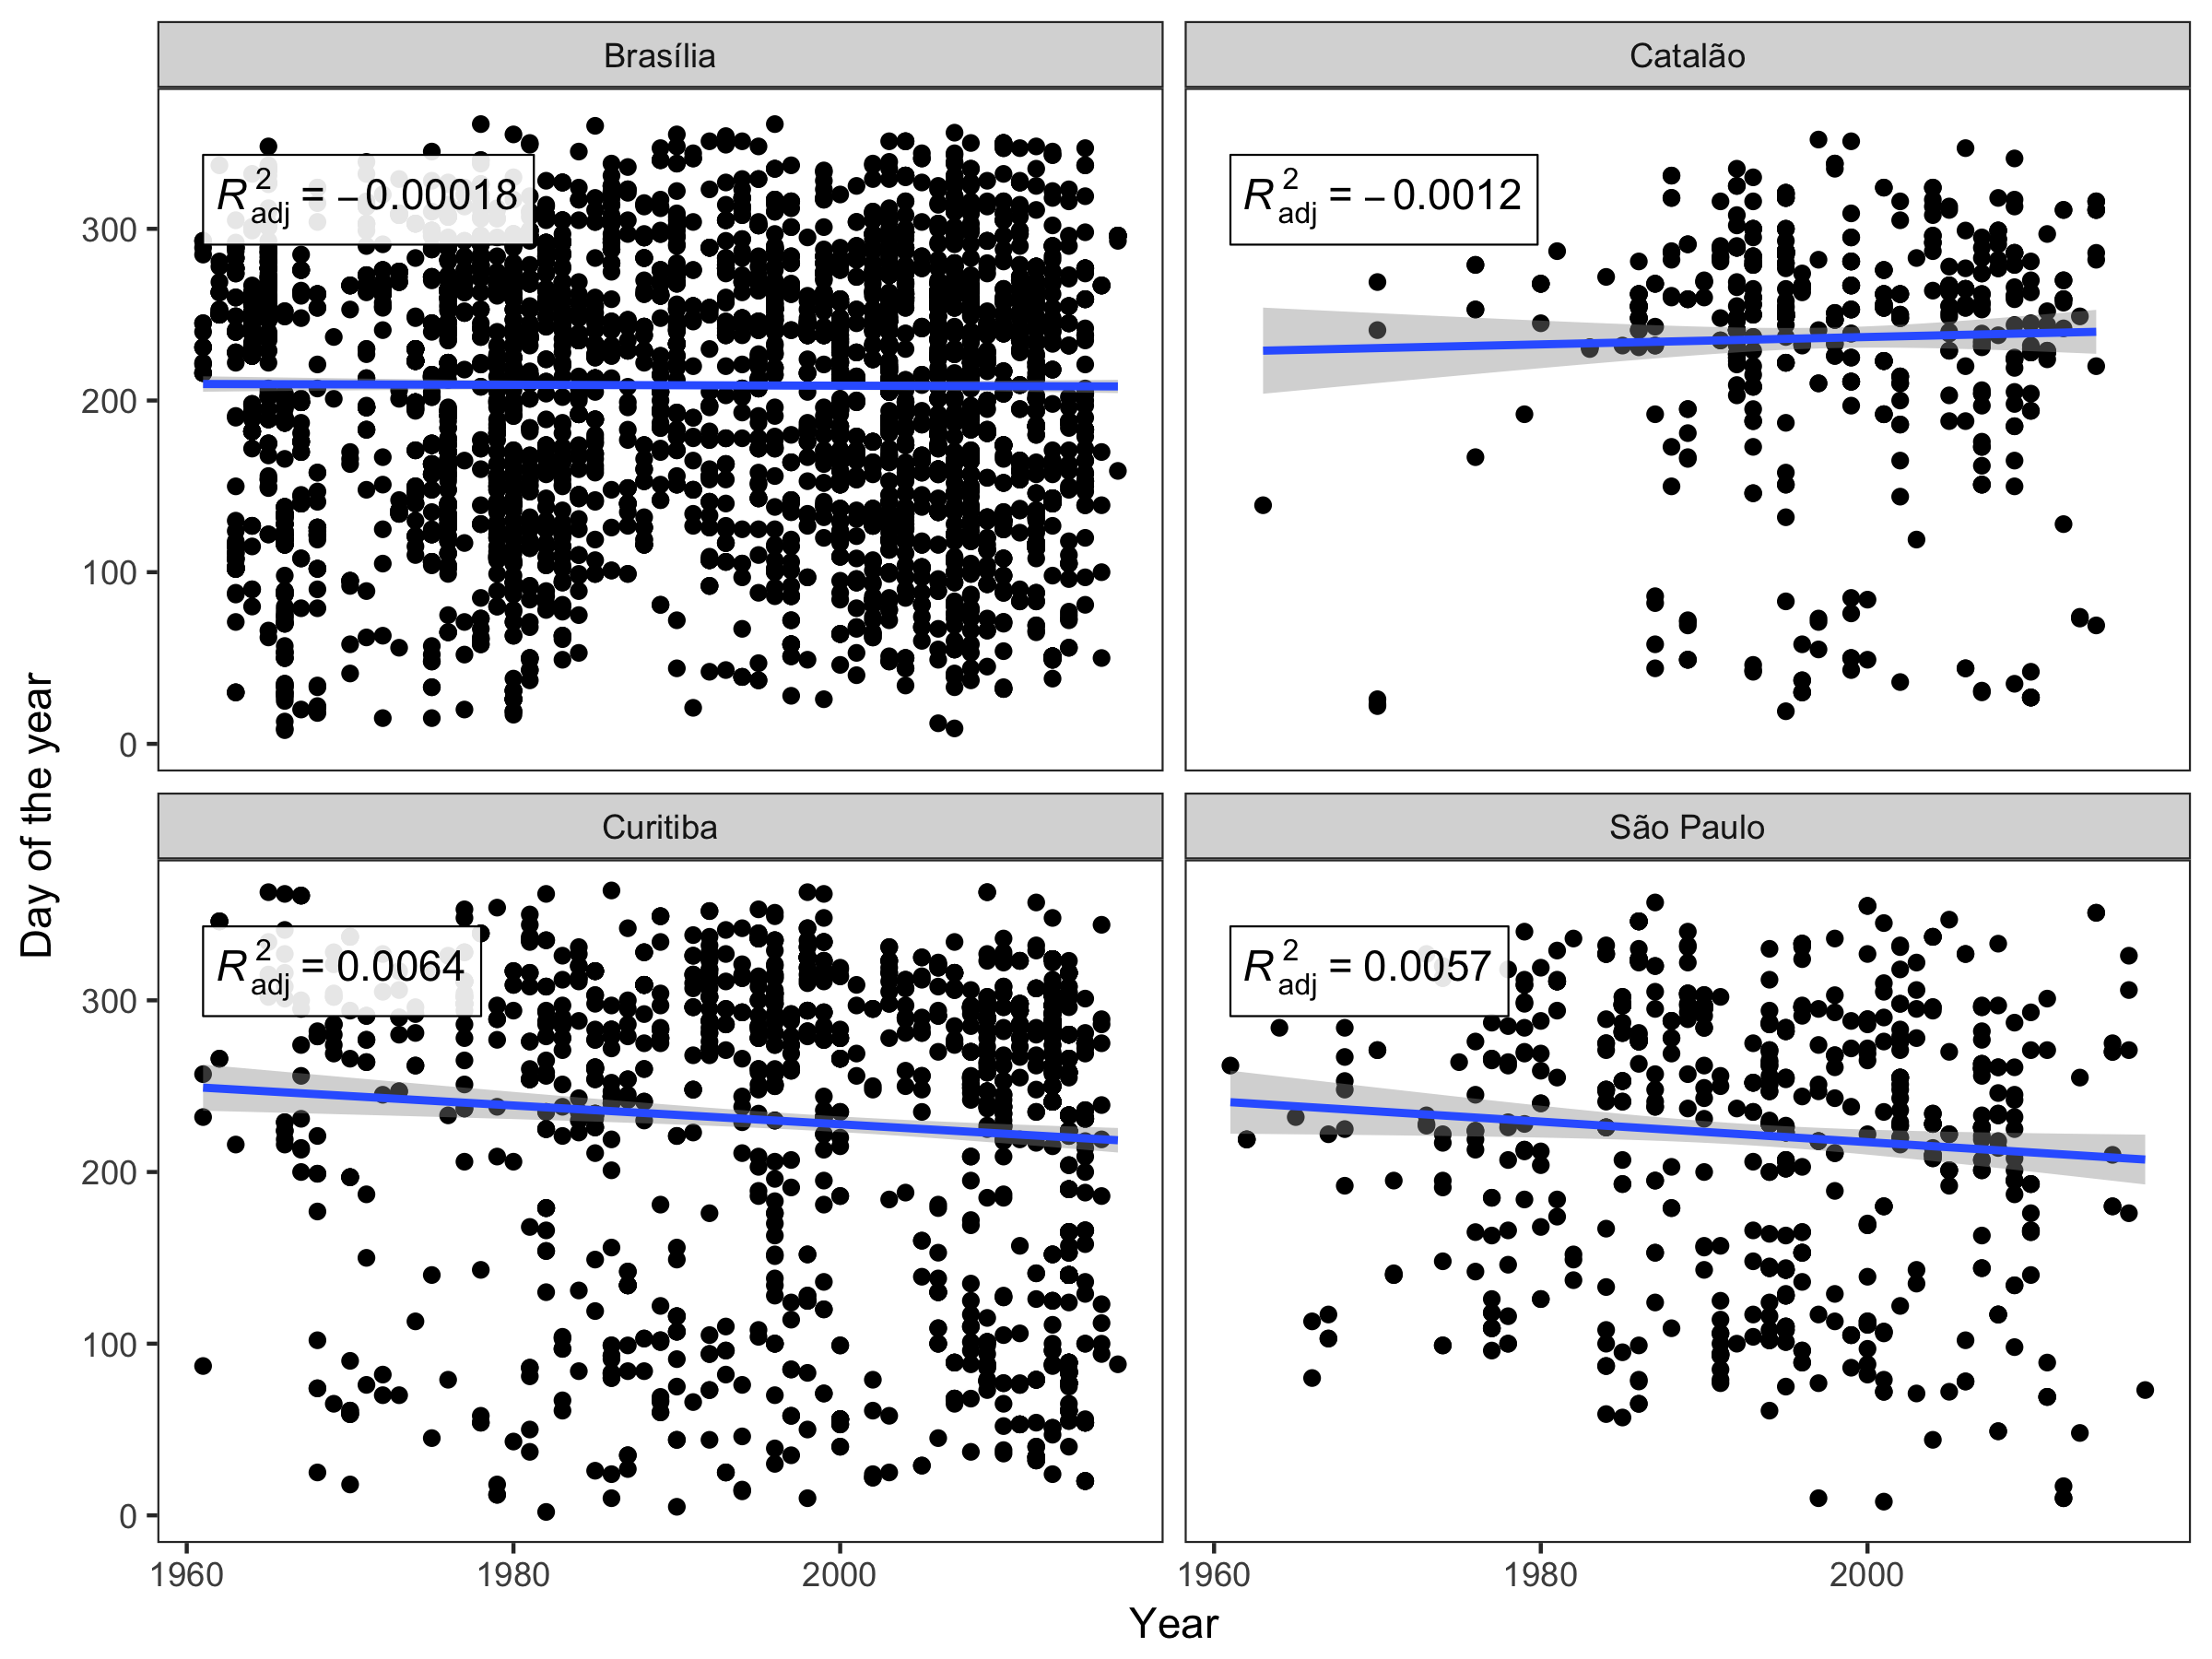 Brasília
Catalão
R²adj = −0.00018
R²adj = −0.0012
300
200
100
0
Curitiba
São Paulo
R²adj = 0.0064
R²adj = 0.0057
300
200
100
0
1960 1980 2000
1960 1980 2000
Year
Day of the year